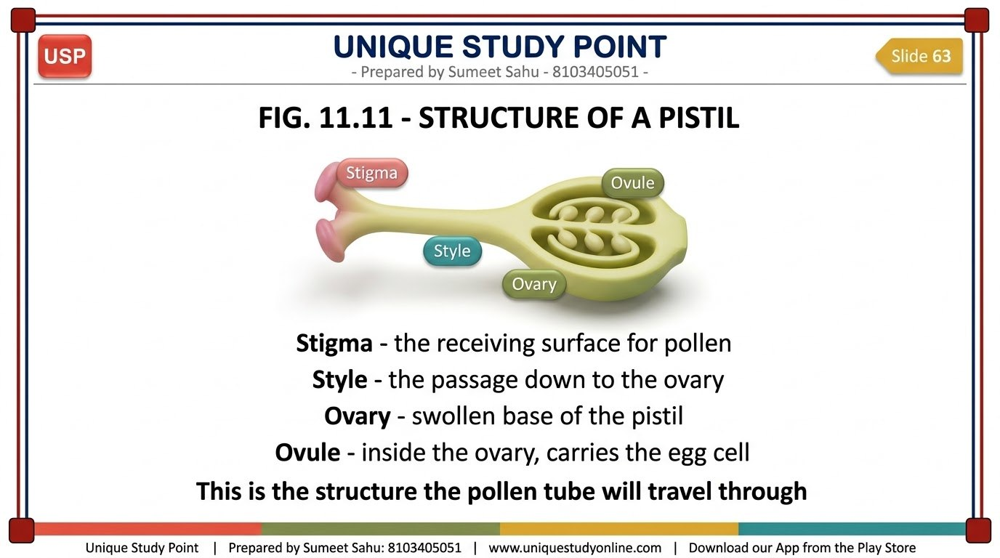 USP
UNIQUE STUDY POINT
- Prepared by Sumeet Sahu - 8103405051 -
Slide 63
FIG. 11.11 - STRUCTURE OF A PISTIL
Stigma
Ovule
Style
Ovary
Stigma - the receiving surface for pollen
Style - the passage down to the ovary
Ovary - swollen base of the pistil
Ovule - inside the ovary, carries the egg cell
This is the structure the pollen tube will travel through
Unique Study Point | Prepared by Sumeet Sahu: 8103405051 | www.uniquestudyonline.com | Download our App from the Play Store